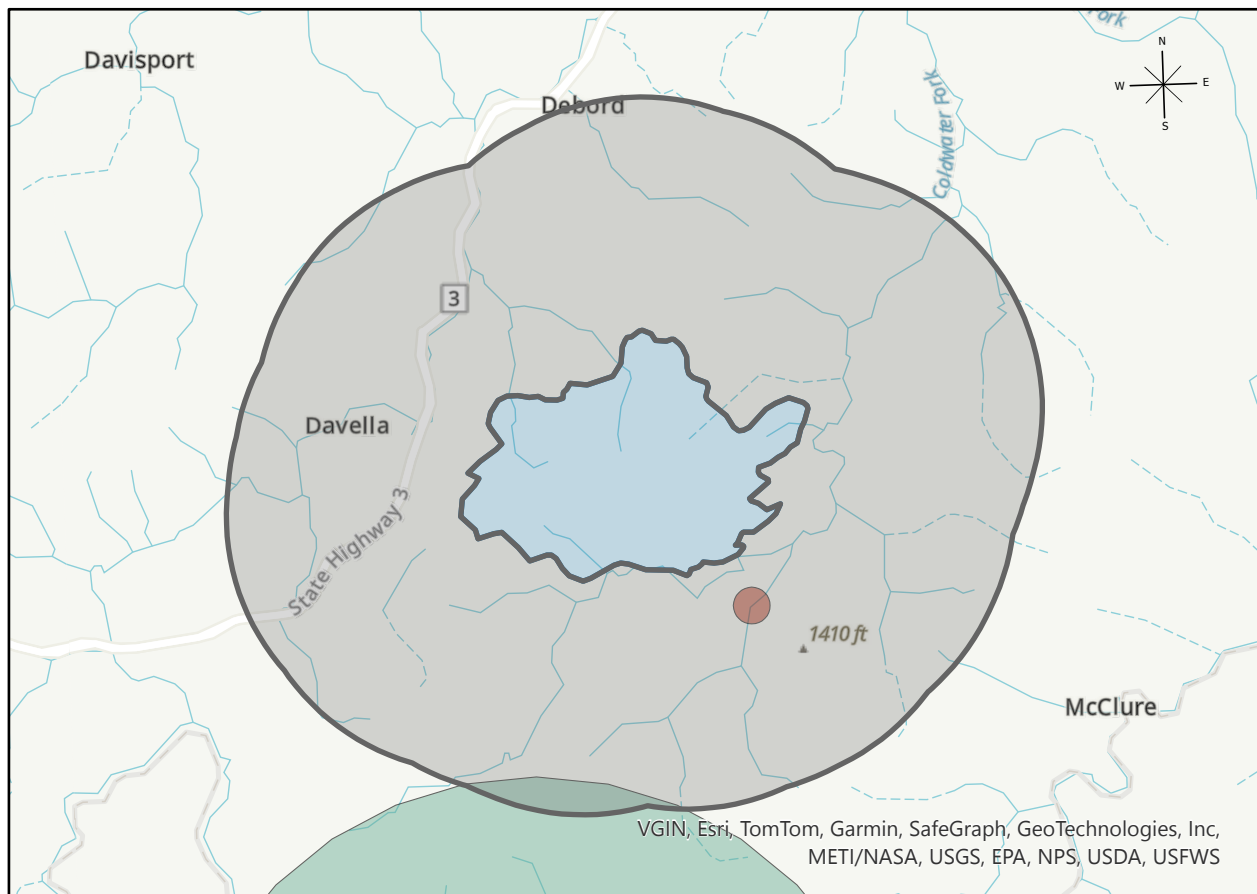 Fork
Davisport
N
W E
S
Debord
Coldwater Fork
3
Davella
State Highway 3
1410 ft
McClure
VGIN, Esri, TomTom, Garmin, SafeGraph, GeoTechnologies, Inc,
METI/NASA, USGS, EPA, NPS, USDA, USFWS